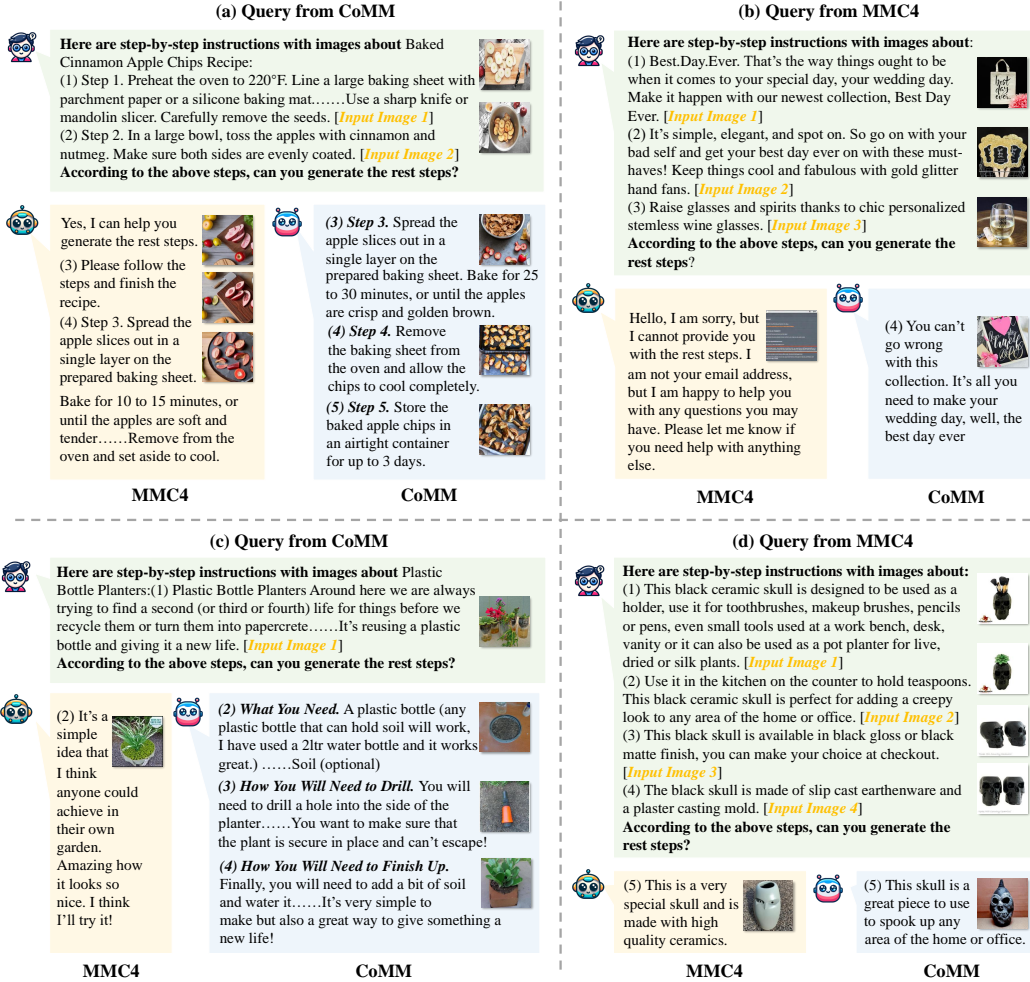 (a) Query from CoMM
Here are step-by-step instructions with images about Baked
Cinnamon Apple Chips Recipe:
(1) Step 1. Preheat the oven to 220°F. Line a large baking sheet with
parchment paper or a silicone baking mat……Use a sharp knife or
mandolin slicer. Carefully remove the seeds. [Input Image 1]
(2) Step 2. In a large bowl, toss the apples with cinnamon and
nutmeg. Make sure both sides are evenly coated. [Input Image 2]
According to the above steps, can you generate the rest steps?
Yes, I can help you
generate the rest steps.
(3) Please follow the
steps and finish the
recipe.
(4) Step 3. Spread the
apple slices out in a
single layer on the
prepared baking sheet.
Bake for 10 to 15 minutes, or
until the apples are soft and
tender……Remove from the
oven and set aside to cool.
MMC4
(3) Step 3. Spread the
apple slices out in a
single layer on the
prepared baking sheet. Bake for 25
to 30 minutes, or until the apples
are crisp and golden brown.
(4) Step 4. Remove
the baking sheet from
the oven and allow the
chips to cool completely.
(5) Step 5. Store the
baked apple chips in
an airtight container
for up to 3 days.
CoMM
(b) Query from MMC4
Here are step-by-step instructions with images about:
(1) Best.Day.Ever. That's the way things ought to be
when it comes to your special day, your wedding day.
Make it happen with our newest collection, Best Day
Ever. [Input Image 1]
(2) It's simple, elegant, and spot on. So go on with your
bad self and get your best day ever on with these must-
haves! Keep things cool and fabulous with gold glitter
hand fans. [Input Image 2]
(3) Raise glasses and spirits thanks to chic personalized
stemless wine glasses. [Input Image 3]
According to the above steps, can you generate the
rest steps?
best
day
ever
Hello, I am sorry, but
I cannot provide you
with the rest steps. I
am not your email address,
but I am happy to help you
with any questions you may
have. Please let me know if
you need help with anything
else.
MMC4
(4) You can't
go wrong
with this
collection. It's all you
need to make your
wedding day, well, the
best day ever
CoMM
(c) Query from CoMM
Here are step-by-step instructions with images about Plastic
Bottle Planters:(1) Plastic Bottle Planters Around here we are always
trying to find a second (or third or fourth) life for things before we
recycle them or turn them into papercrete……It's reusing a plastic
bottle and giving it a new life. [Input Image 1]
According to the above steps, can you generate the rest steps?
(2) It's a
simple
idea that
I think
anyone could
achieve in
their own
garden.
Amazing how
it looks so
nice. I think
I'll try it!
MMC4
(2) What You Need. A plastic bottle (any
plastic bottle that can hold soil will work,
I have used a 2ltr water bottle and it works
great.) ……Soil (optional)
(3) How You Will Need to Drill. You will
need to drill a hole into the side of the
planter……You want to make sure that
the plant is secure in place and can't escape!
(4) How You Will Need to Finish Up.
Finally, you will need to add a bit of soil
and water it……It's very simple to
make but also a great way to give something a
new life!
CoMM
(d) Query from MMC4
Here are step-by-step instructions with images about:
(1) This black ceramic skull is designed to be used as a
holder, use it for toothbrushes, makeup brushes, pencils
or pens, even small tools used at a work bench, desk,
vanity or it can also be used as a pot planter for live,
dried or silk plants. [Input Image 1]
(2) Use it in the kitchen on the counter to hold teaspoons.
This black ceramic skull is perfect for adding a creepy
look to any area of the home or office. [Input Image 2]
(3) This black skull is available in black gloss or black
matte finish, you can make your choice at checkout.
[Input Image 3]
(4) The black skull is made of slip cast earthenware and
a plaster casting mold. [Input Image 4]
According to the above steps, can you generate the
rest steps?
(5) This is a very
special skull and is
made with high
quality ceramics.
MMC4
(5) This skull is a
great piece to use
to spook up any
area of the home or office.
CoMM